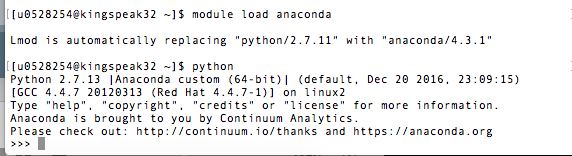 [[u0528254@kingspeak32 ~]$ module load anaconda
Lmod is automatically replacing "python/2.7.11" with "anaconda/4.3.1"
[[u0528254@kingspeak32 ~]$ python
Python 2.7.13 |Anaconda custom (64-bit)| (default, Dec 20 2016, 23:09:15)
[GCC 4.4.7 20120313 (Red Hat 4.4.7-1)] on linux2
Type "help", "copyright", "credits" or "license" for more information.
Anaconda is brought to you by Continuum Analytics.
Please check out: http://continuum.io/thanks and https://anaconda.org
>>>